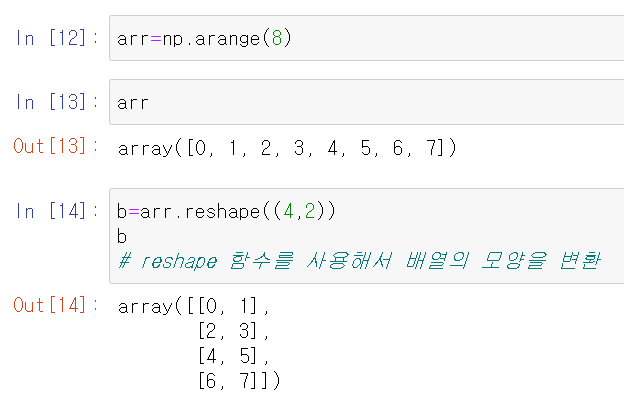 In [12]: arr=np.arange(8)
In [13]: arr
Out[13]: array([0, 1, 2, 3, 4, 5, 6, 7])
In [14]: b=arr.reshape((4,2))
b
# reshape 함수를 사용해서 배열의 모양을 변환
Out[14]: array([[0, 1],
[2, 3],
[4, 5],
[6, 7]])